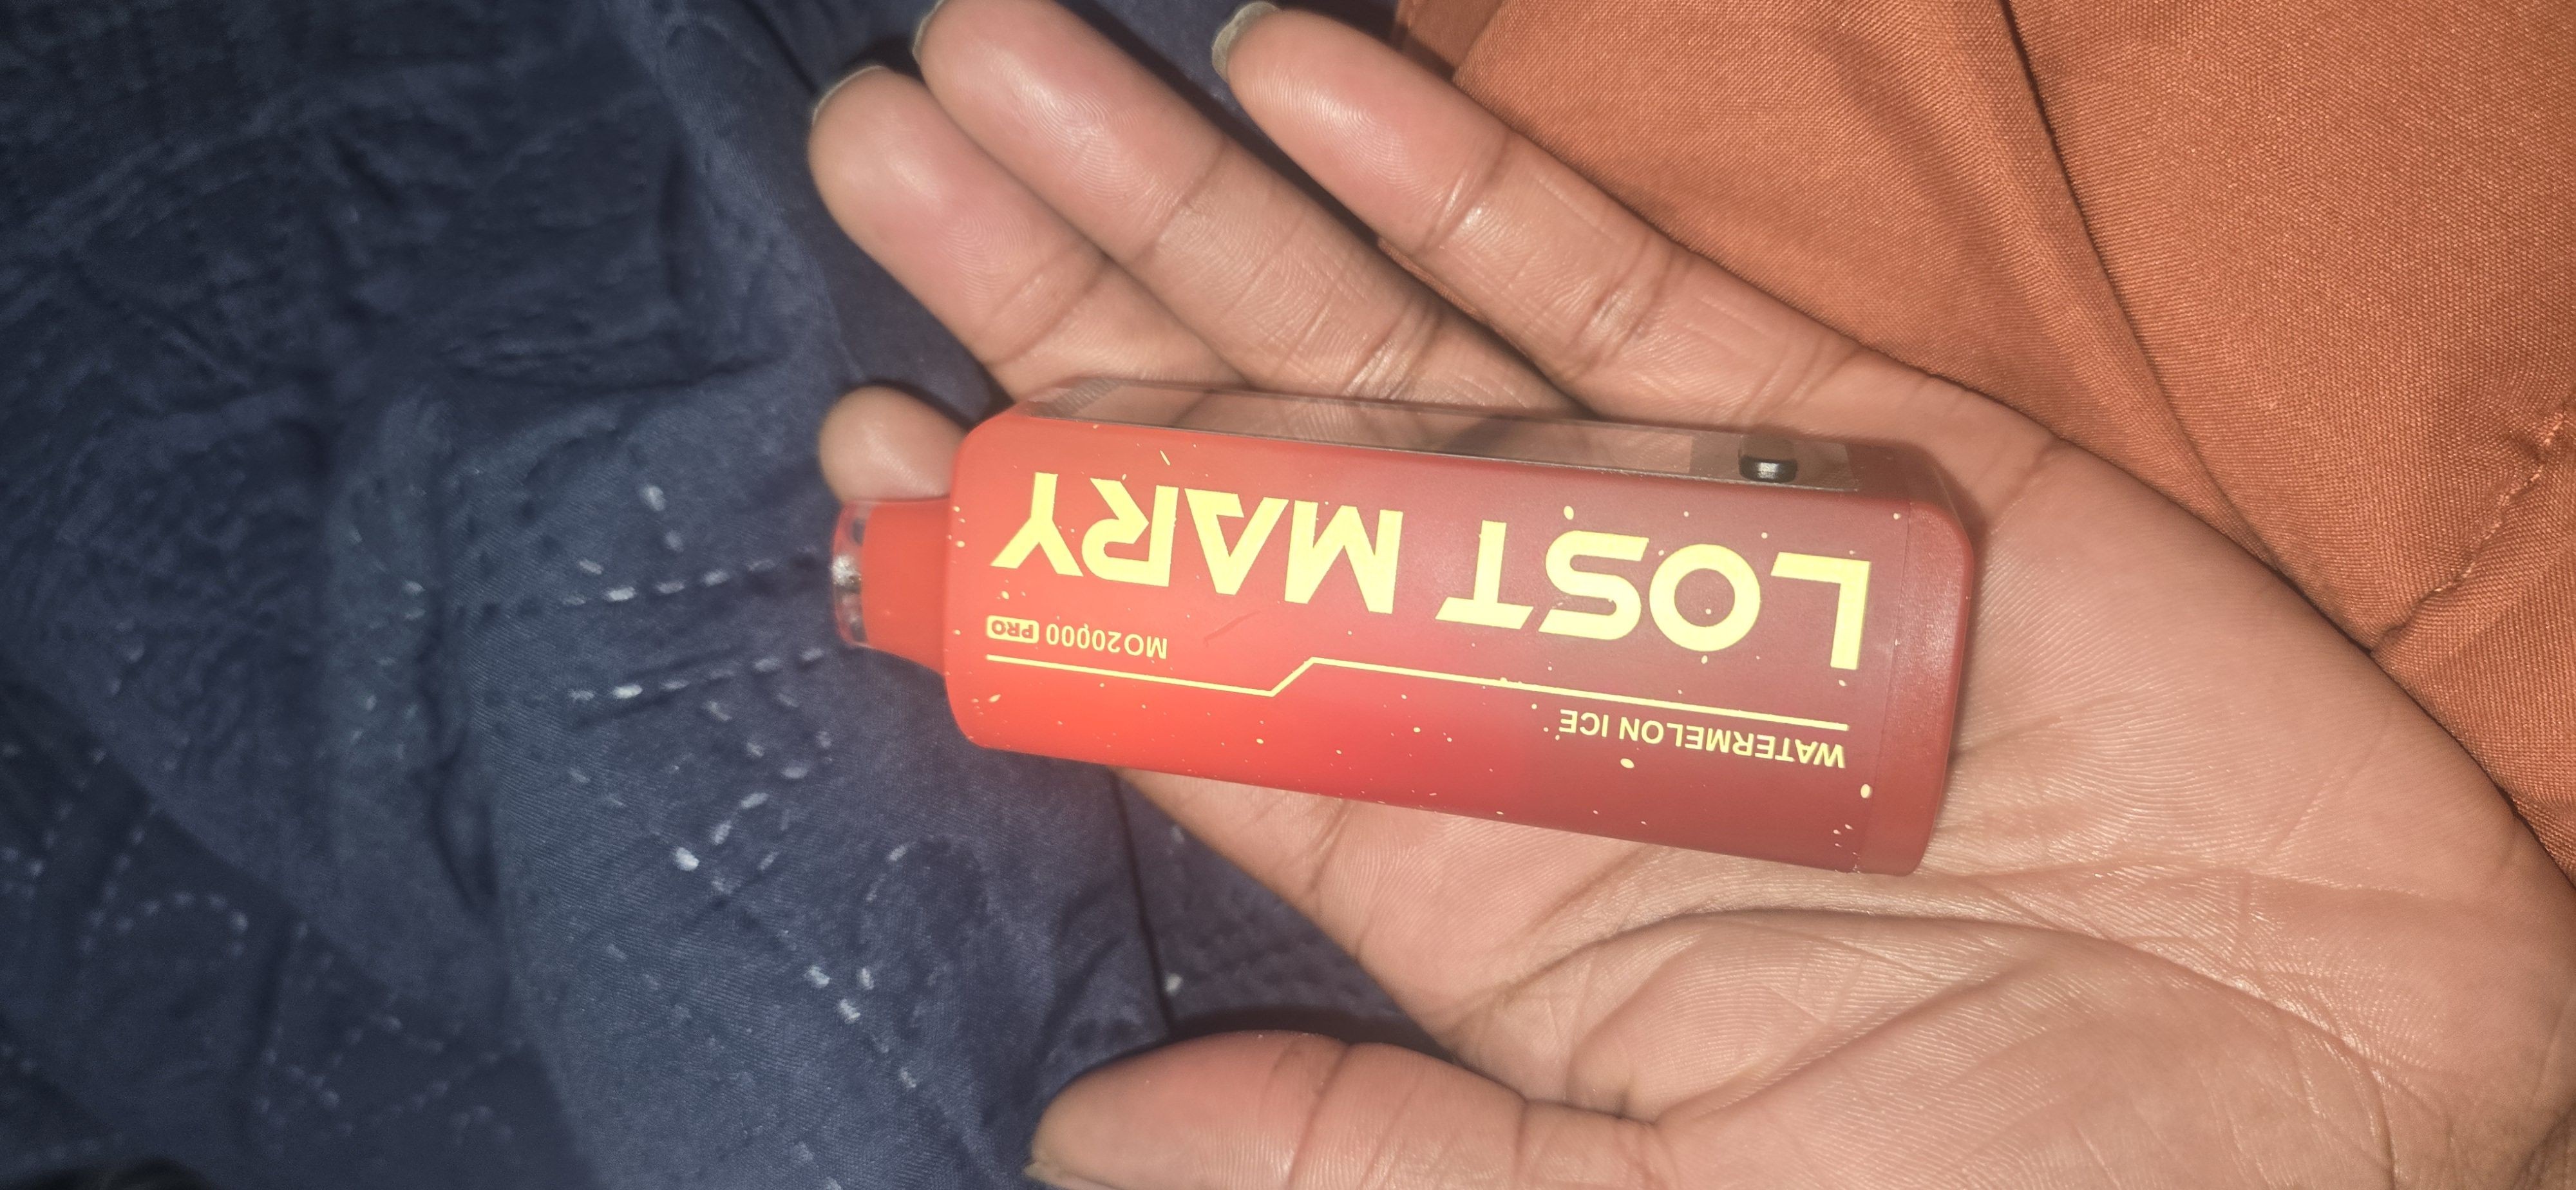 LOST MARY
MO20000 PRO
WATERMELON ICE